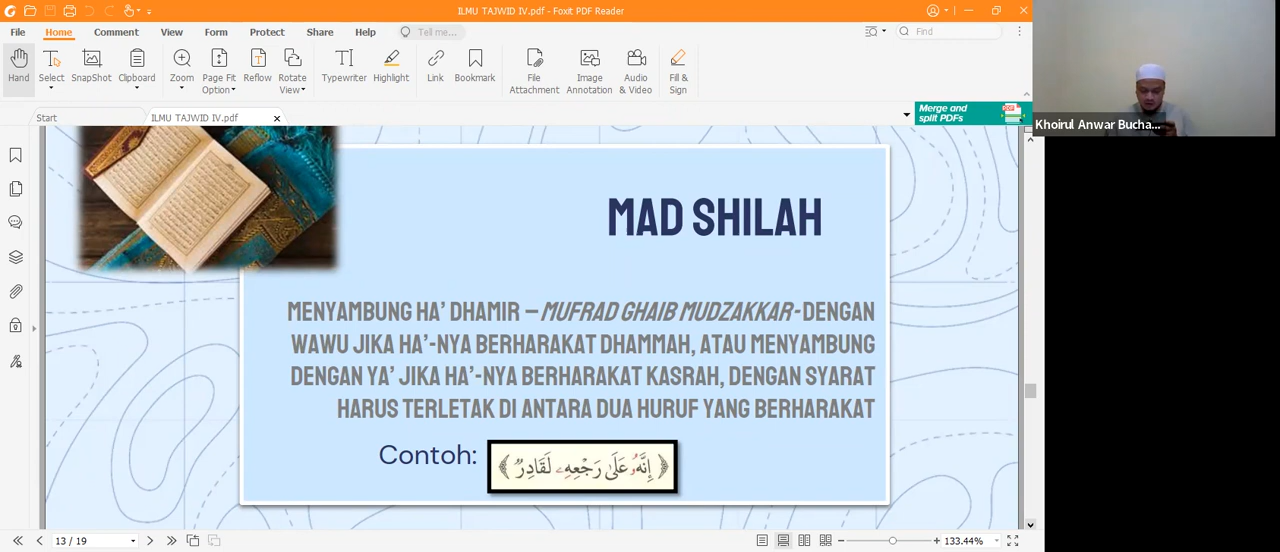 ILMU TAJWID IV.pdf - Foxit PDF Reader
File Home Comment View Form Protect Share Help Tell me... Find
Hand Select SnapShot Clipboard Zoom Page Fit Option Reflow Rotate View Typewriter Highlight Link Bookmark File Attachment Image Annotation Audio & Video Fill & Sign
Start ILMU TAJWID IV.pdf
Merge and split PDFs
Khoirul Anwar Bucha...
MAD SHILAH
MENYAMBUNG HA' DHAMIR – MUFRAD GHAIB MUDZAKKAR- DENGAN
WAWU JIKA HA'-NYA BERHARAKAT DHAMMAH, ATAU MENYAMBUNG
DENGAN YA' JIKA HA'-NYA BERHARAKAT KASRAH, DENGAN SYARAT
HARUS TERLETAK DI ANTARA DUA HURUF YANG BERHARAKAT
Contoh:
﴿ إِنَّهُۥ عَلَىٰ رَجْعِهِۦ لَقَادِرٌ ﴾
13 / 19
133.44%